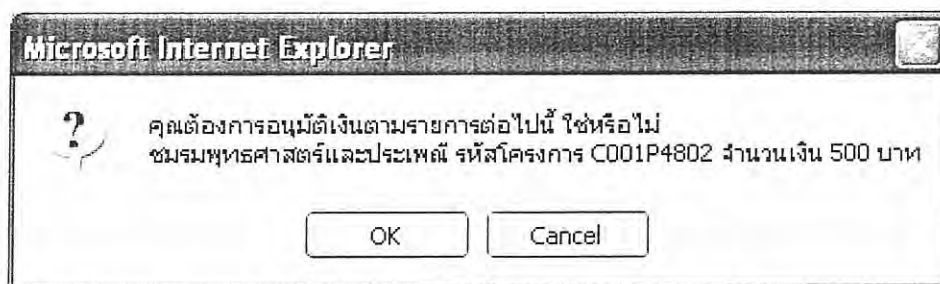 Microsoft Internet Explorer
?
คุณต้องการอนุมัติเงินตามรายการต่อไปนี้ ใช่หรือไม่
ชมรมพุทธศาสตร์และประเพณี รหัสโครงการ C001P4802 จำนวนเงิน 500 บาท
OK Cancel